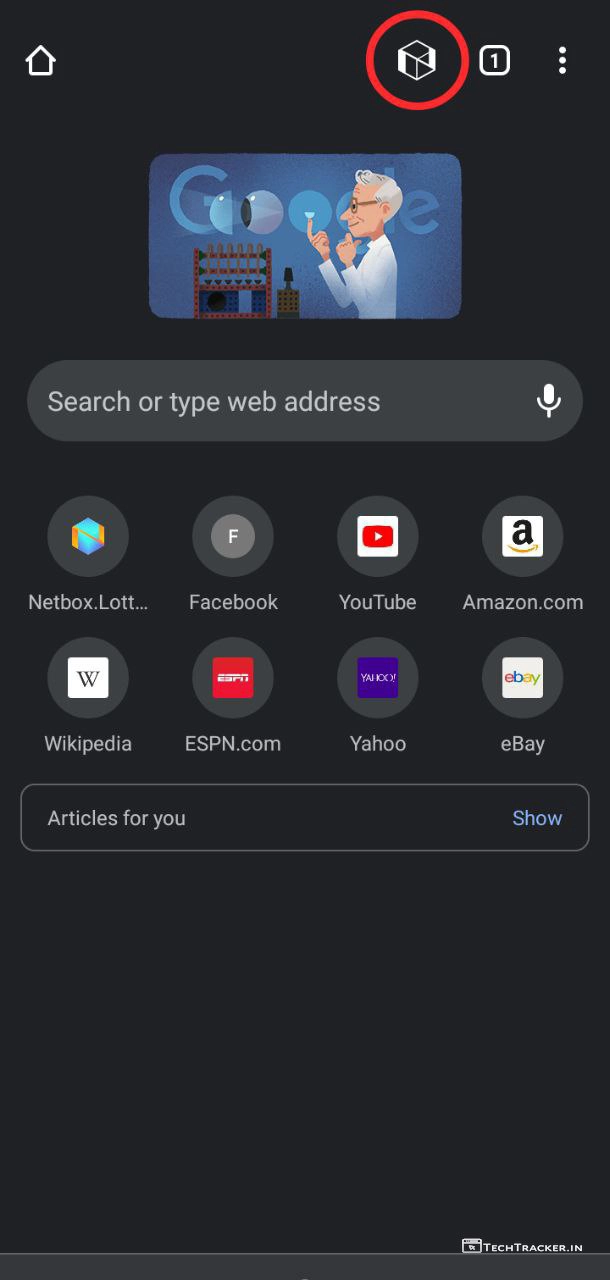 1
Google
Search or type web address
F
Netbox.Lott... Facebook YouTube Amazon.com
W ESPN YAHOO! ebay
Wikipedia ESPN.com Yahoo eBay
Articles for you Show
TECHTRACKER.IN